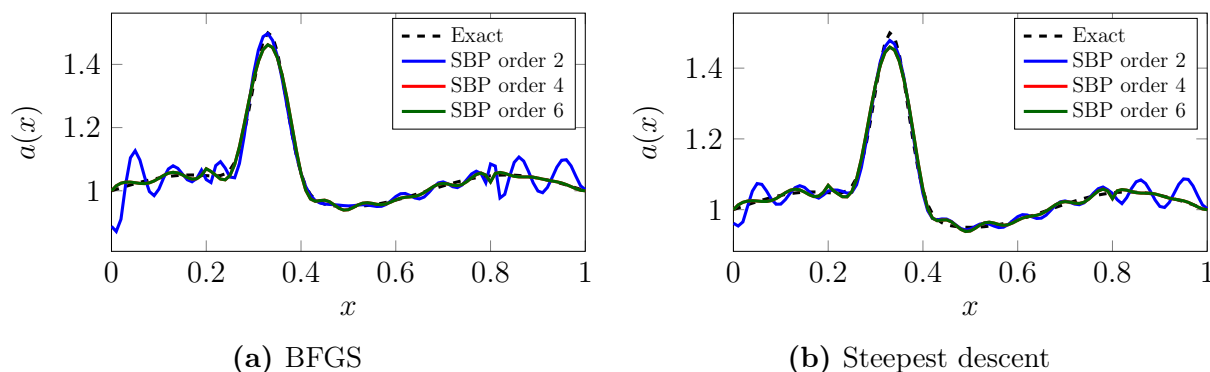 1.4
1.2
1
a(x)
0 0.2 0.4 0.6 0.8 1
x
Exact
SBP order 2
SBP order 4
SBP order 6
(a) BFGS
1.4
1.2
1
a(x)
0 0.2 0.4 0.6 0.8 1
x
Exact
SBP order 2
SBP order 4
SBP order 6
(b) Steepest descent